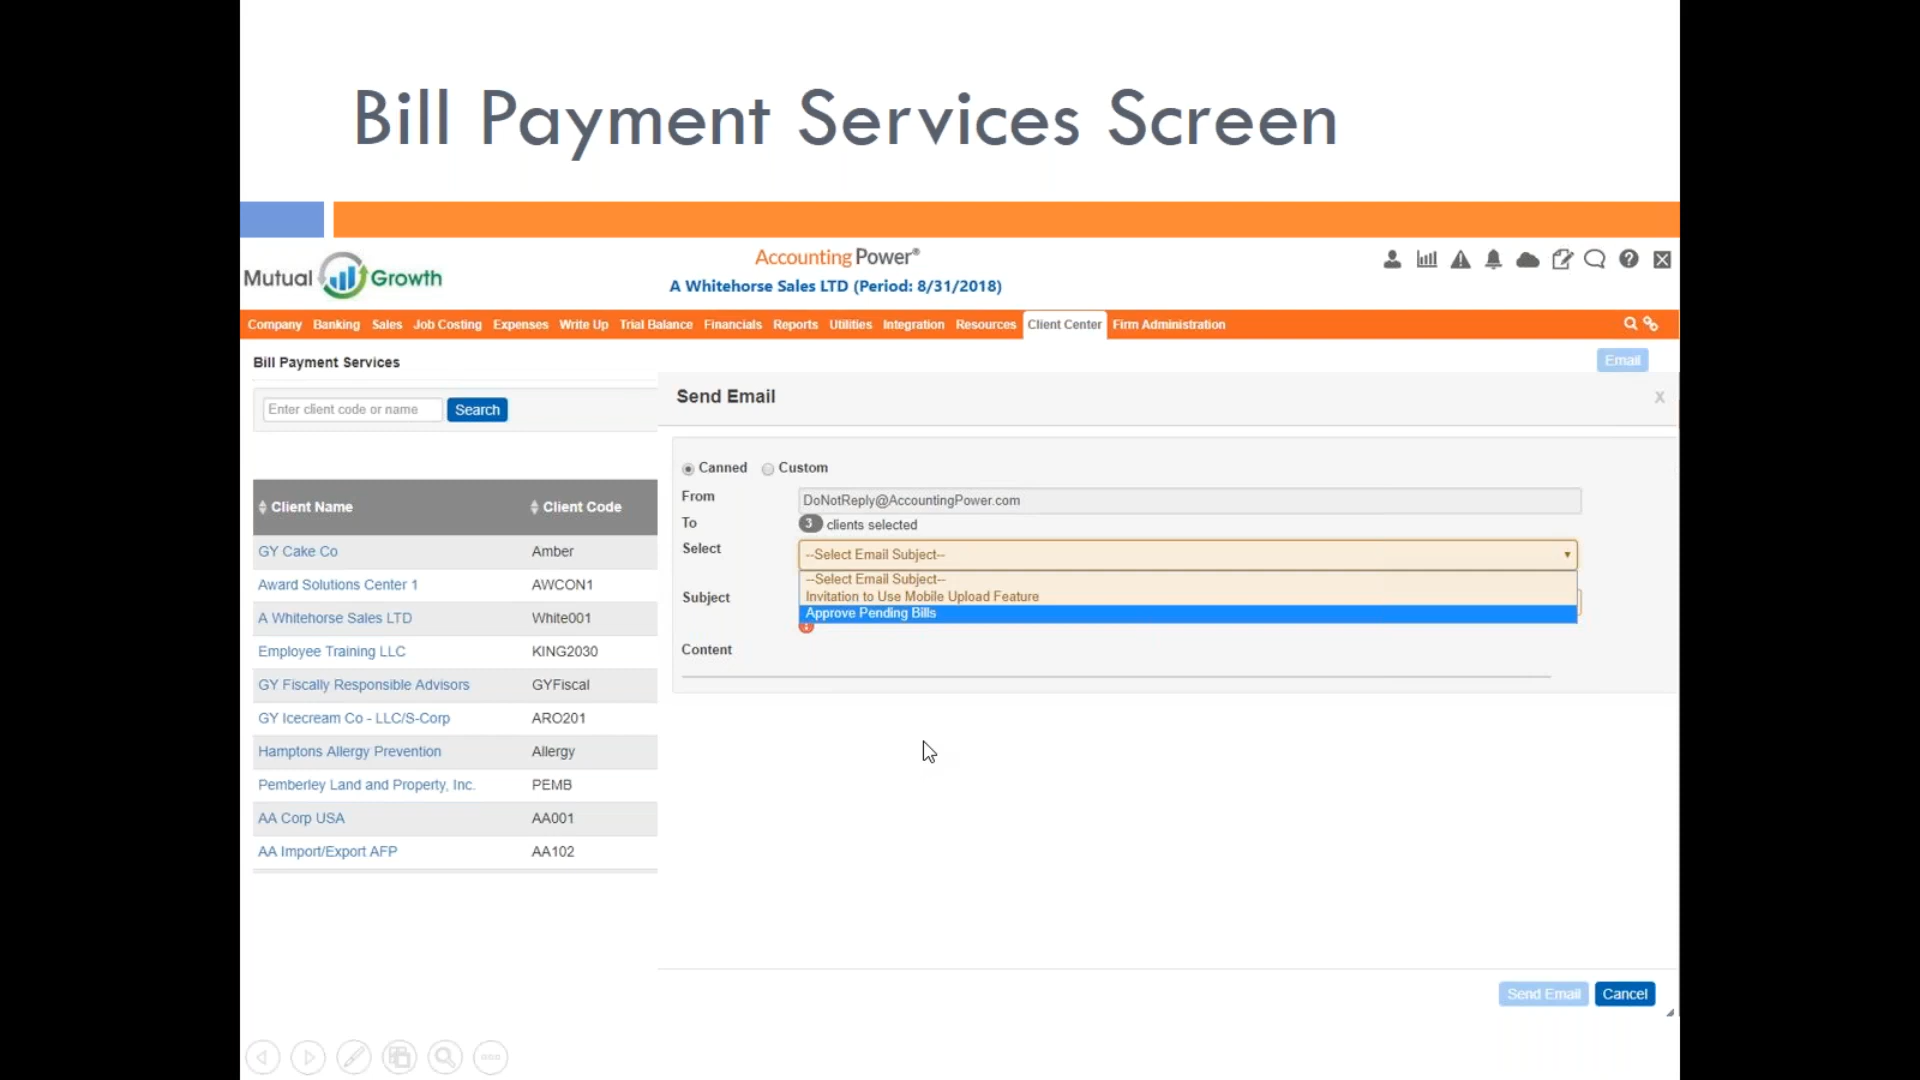 Bill Payment Services Screen
Mutual Growth
Accounting Power®
A Whitehorse Sales LTD (Period: 8/31/2018)
Company Banking Sales Job Costing Expenses Write Up Trial Balance Financials Reports Utilities Integration Resources Client Center Firm Administration
Bill Payment Services
Email
Enter client code or name Search
Send Email
X
Canned Custom
From DoNotReply@AccountingPower.com
To 3 clients selected
Select --Select Email Subject--
--Select Email Subject--
Invitation to Use Mobile Upload Feature
Approve Pending Bills
Subject
Content
Client Name Client Code
GY Cake Co Amber
Award Solutions Center 1 AWCON1
A Whitehorse Sales LTD White001
Employee Training LLC KING2030
GY Fiscally Responsible Advisors GYFiscal
GY Icecream Co - LLC/S-Corp ARO201
Hamptons Allergy Prevention Allergy
Pemberley Land and Property, Inc. PEMB
AA Corp USA AA001
AA Import/Export AFP AA102
Send Email Cancel